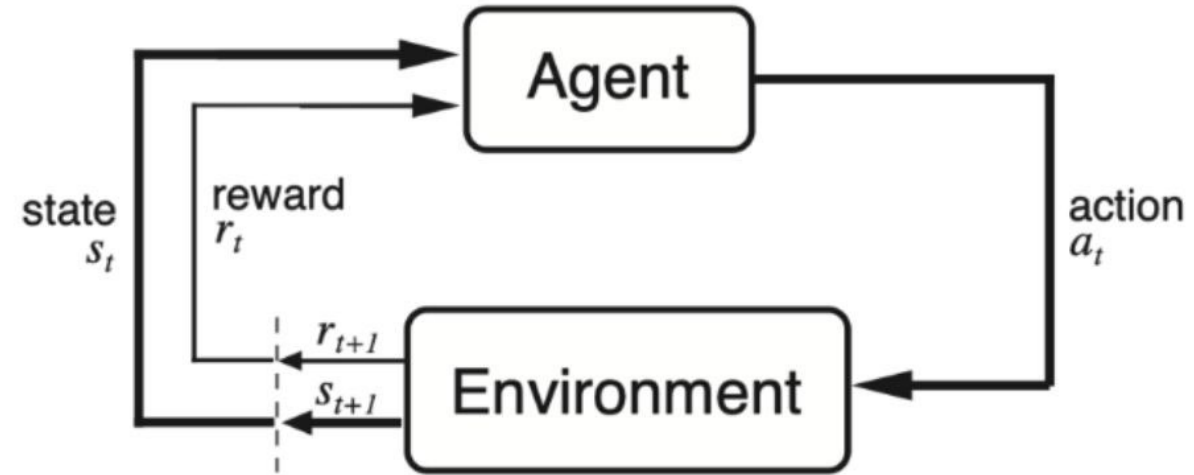 Agent
state
s_t
reward
r_t
action
a_t
r_{t+1}
s_{t+1}
Environment